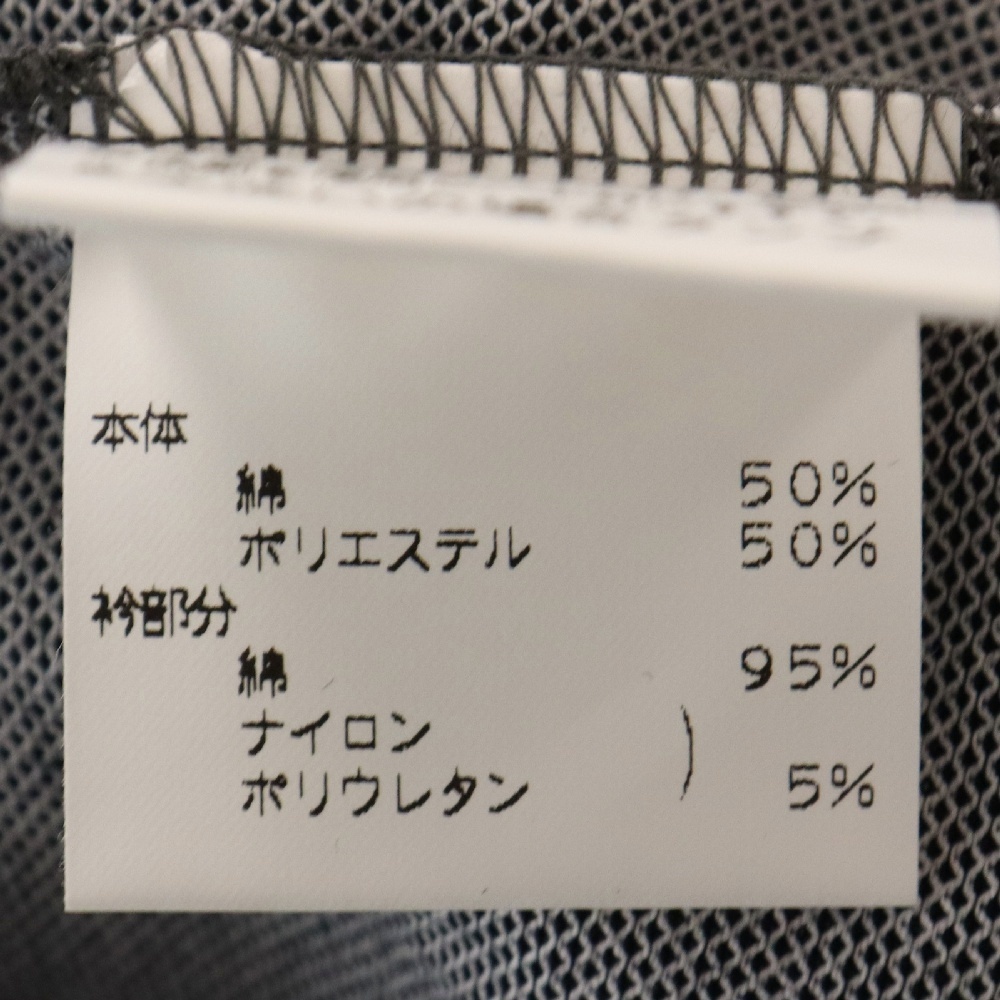 本体
綿 50%
ポリエステル 50%
衿部分
綿 95%
ナイロン )
ポリウレタン 5%